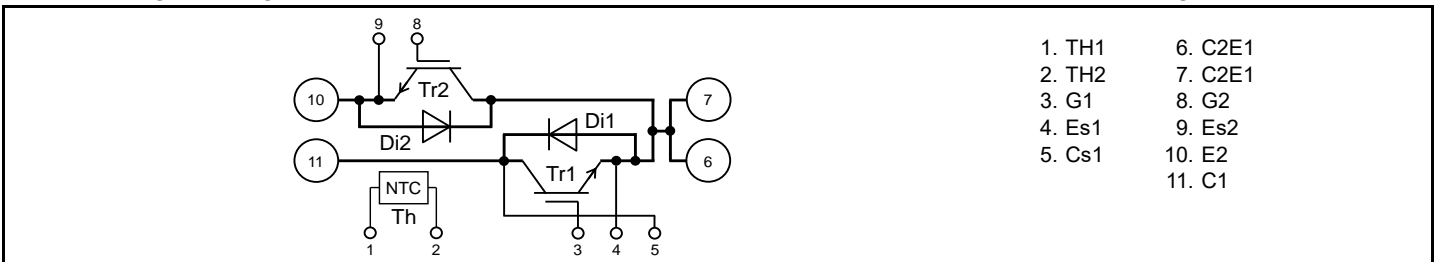 9 8
Tr2
10
7
Di2
Di1
11
Tr1
6
NTC
Th
1 2 3 4 5
1. TH1
2. TH2
3. G1
4. Es1
5. Cs1
6. C2E1
7. C2E1
8. G2
9. Es2
10. E2
11. C1